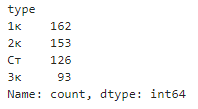 type
1к 162
2к 153
Ст 126
3к 93
Name: count, dtype: int64